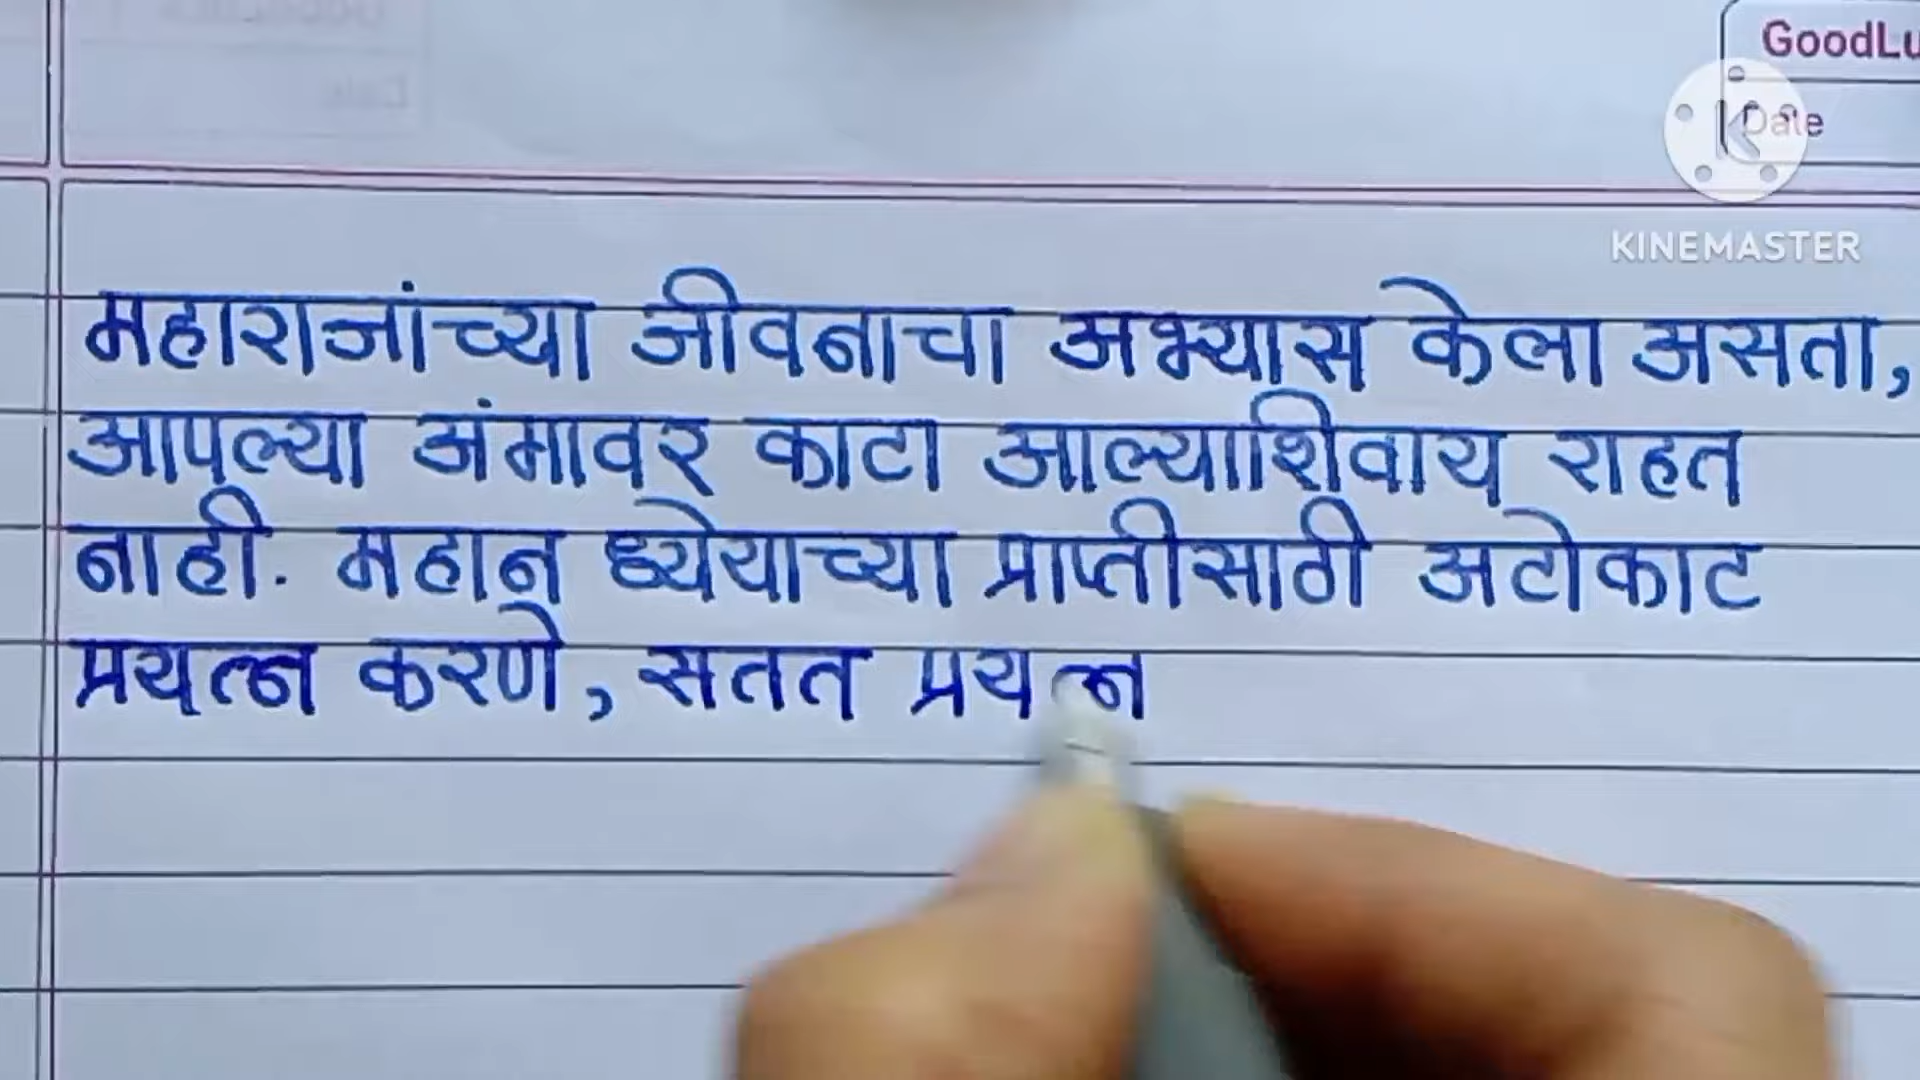 GoodLu
Date
KINEMASTER
महाराजांच्या जीवनाचा अभ्यास केला असता,
आपल्या अंगावर काटा आल्याशिवाय राहत
नाही. महान ध्येयाच्या प्राप्तीसाठी अटोकाट
प्रयत्न करणे, सतत प्रयत्न